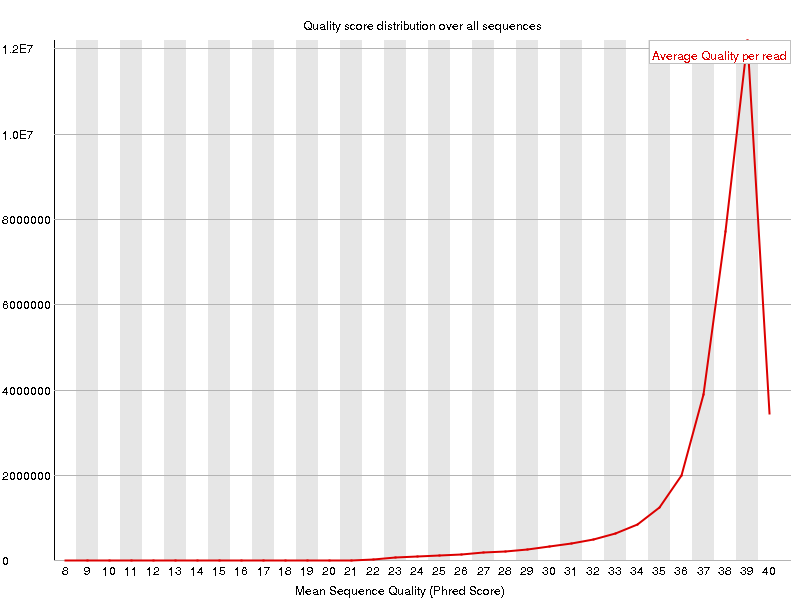 Quality score distribution over all sequences
Average Quality per read
1.2E7
1.0E7
8000000
6000000
4000000
2000000
0
8 9 10 11 12 13 14 15 16 17 18 19 20 21 22 23 24 25 26 27 28 29 30 31 32 33 34 35 36 37 38 39 40
Mean Sequence Quality (Phred Score)